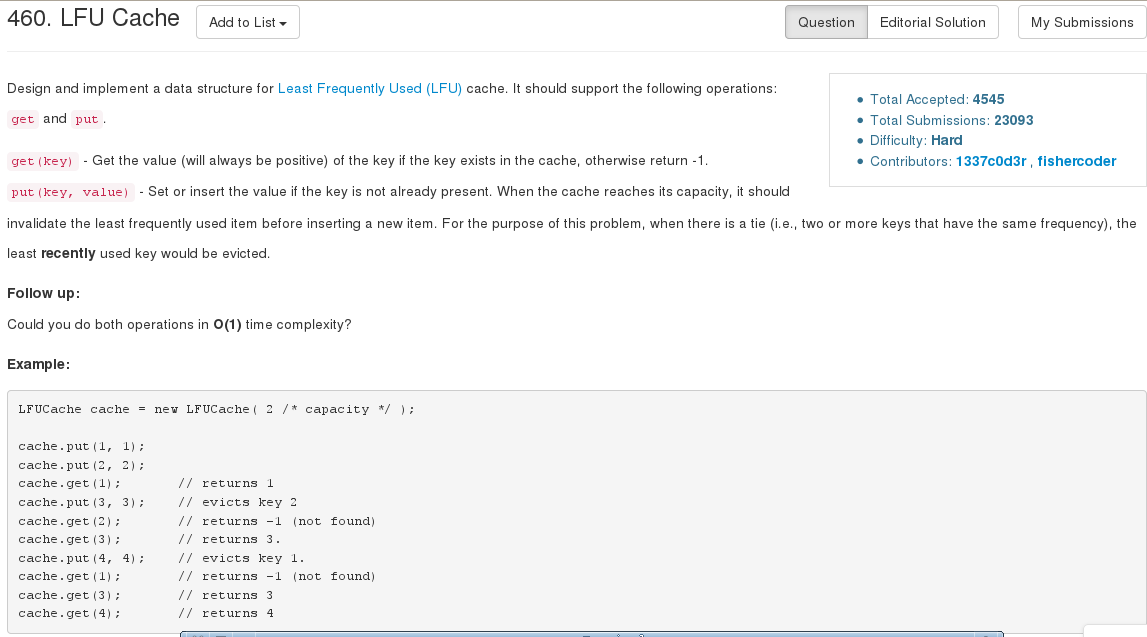 460. LFU Cache
Add to List
Question
Editorial Solution
My Submissions
Design and implement a data structure for Least Frequently Used (LFU) cache. It should support the following operations:
get and put.
Total Accepted: 4545
Total Submissions: 23093
Difficulty: Hard
Contributors: 1337c0d3r , fishercoder
get(key) - Get the value (will always be positive) of the key if the key exists in the cache, otherwise return -1.
put(key, value) - Set or insert the value if the key is not already present. When the cache reaches its capacity, it should
invalidate the least frequently used item before inserting a new item. For the purpose of this problem, when there is a tie (i.e., two or more keys that have the same frequency), the
least recently used key would be evicted.
Follow up:
Could you do both operations in O(1) time complexity?
Example:
LFUCache cache = new LFUCache( 2 /* capacity */ );
cache.put(1, 1);
cache.put(2, 2);
cache.get(1);       // returns 1
cache.put(3, 3);    // evicts key 2
cache.get(2);       // returns -1 (not found)
cache.get(3);       // returns 3.
cache.put(4, 4);    // evicts key 1.
cache.get(1);       // returns -1 (not found)
cache.get(3);       // returns 3
cache.get(4);       // returns 4